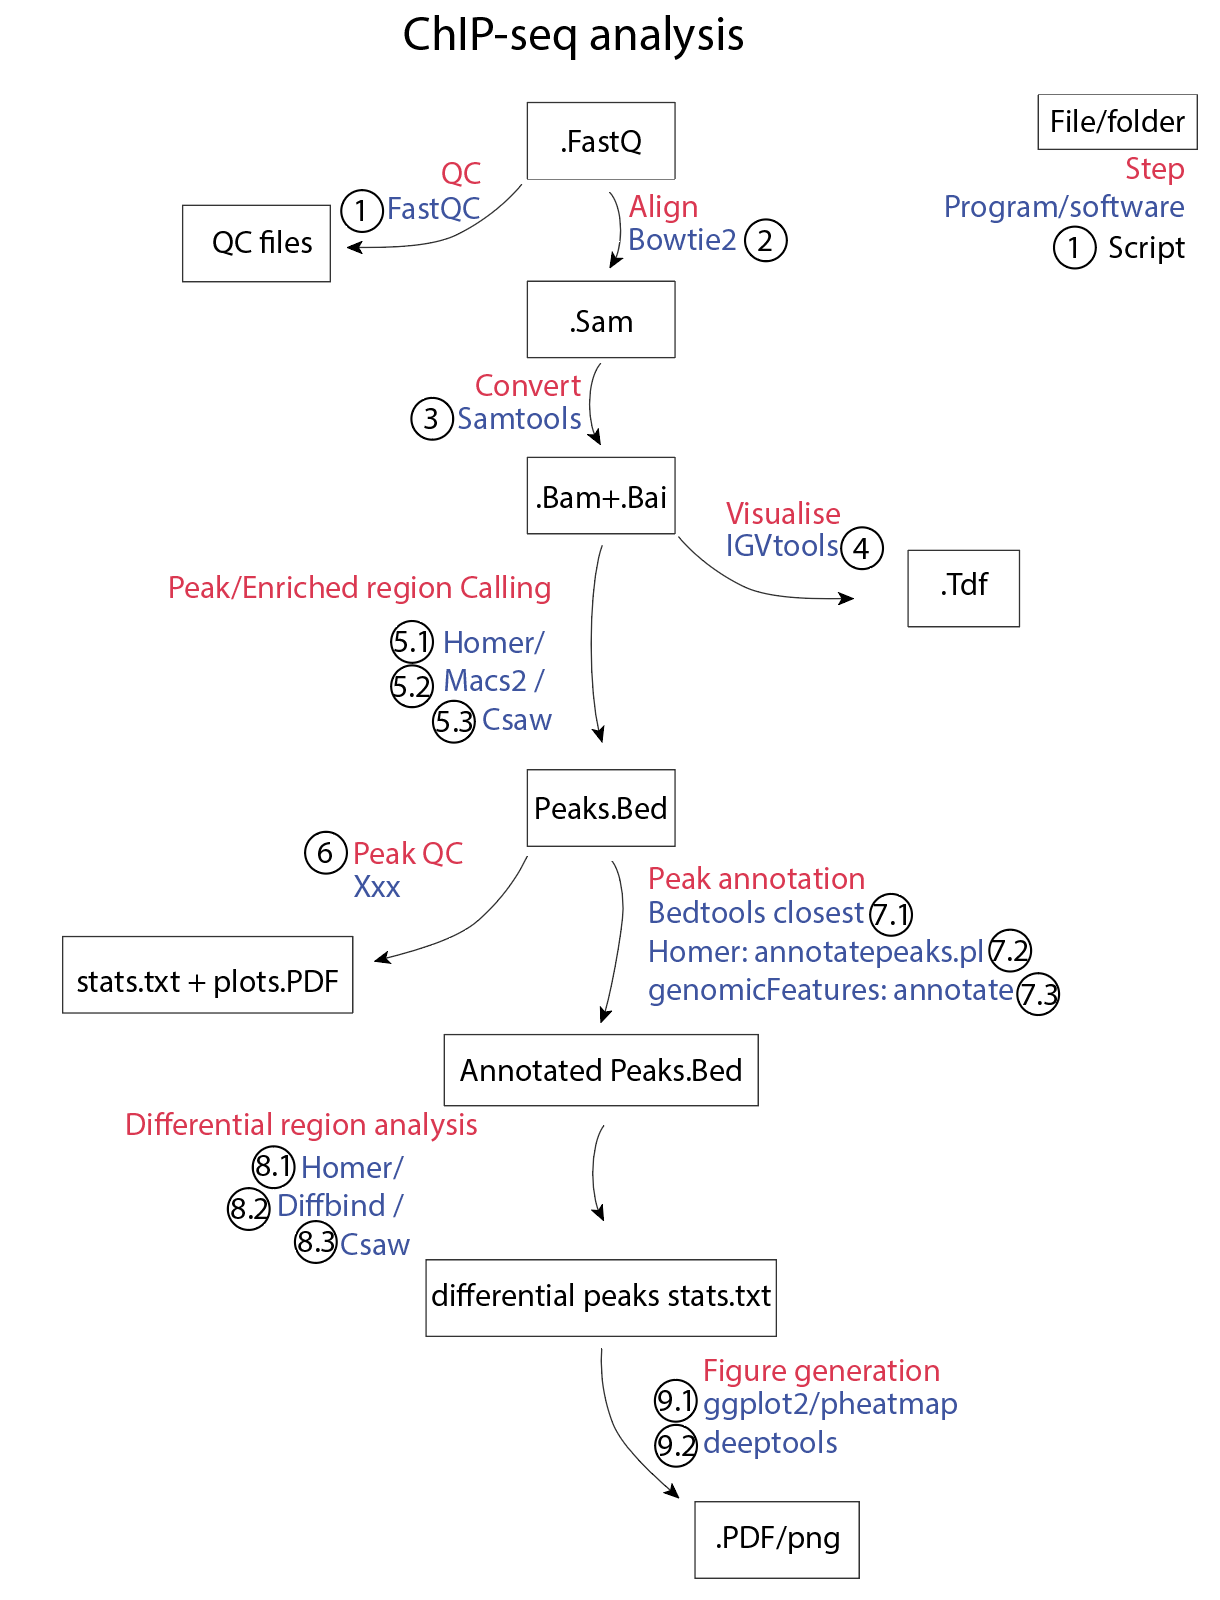 ChIP-seq analysis
.FastQ
File/folder
Step
Program/software
1 Script
QC
1 FastQC
QC files
Align
Bowtie2 2
.Sam
Convert
3 Samtools
.Bam+.Bai
Visualise
IGVtools 4
.Tdf
Peak/Enriched region Calling
5.1 Homer/
5.2 Macs2 /
5.3 Csaw
Peaks.Bed
6 Peak QC
Xxx
stats.txt + plots.PDF
Peak annotation
Bedtools closest 7.1
Homer: annotatepeaks.pl 7.2
genomicFeatures: annotate 7.3
Annotated Peaks.Bed
Differential region analysis
8.1 Homer/
8.2 Diffbind /
8.3 Csaw
differential peaks stats.txt
Figure generation
9.1 ggplot2/pheatmap
9.2 deeptools
.PDF/png